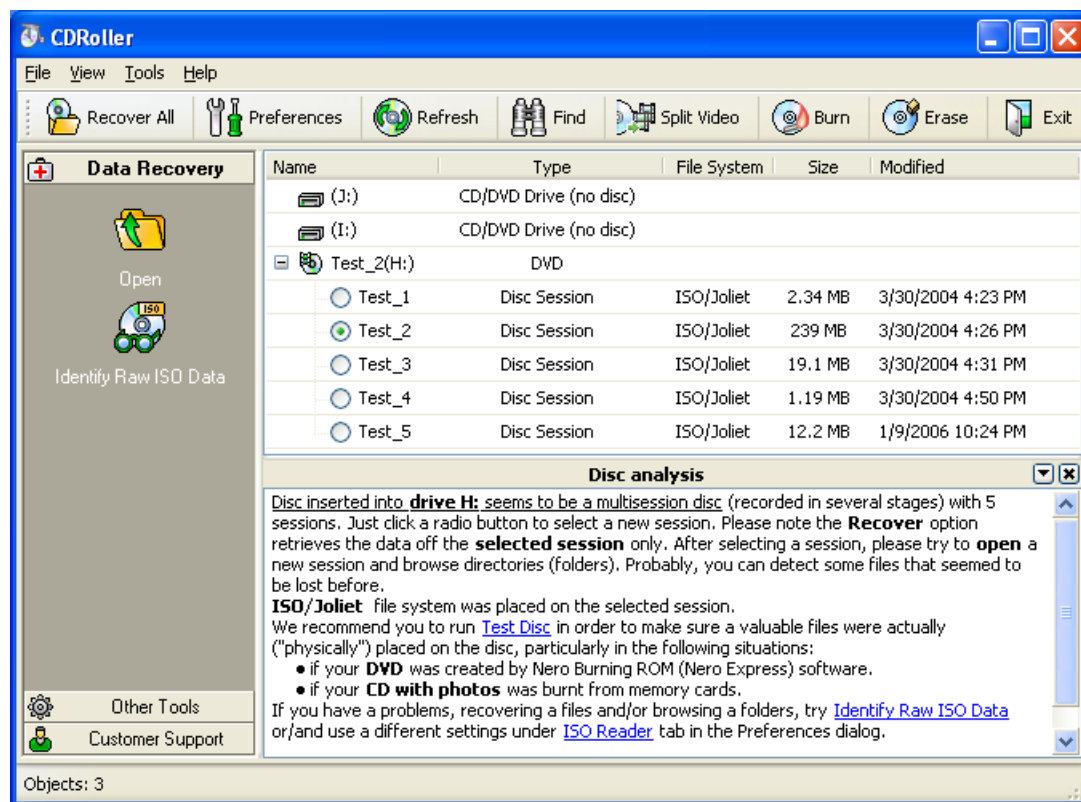 CDRoller
File View Tools Help
Recover All Preferences Refresh Find Split Video Burn Erase Exit
Data Recovery
Open
ISO
Identify Raw ISO Data
Other Tools
Customer Support
Name Type File System Size Modified
(J:) CD/DVD Drive (no disc)
(I:) CD/DVD Drive (no disc)
Test_2(H:) DVD
Test_1 Disc Session ISO/Joliet 2.34 MB 3/30/2004 4:23 PM
Test_2 Disc Session ISO/Joliet 239 MB 3/30/2004 4:26 PM
Test_3 Disc Session ISO/Joliet 19.1 MB 3/30/2004 4:31 PM
Test_4 Disc Session ISO/Joliet 1.19 MB 3/30/2004 4:50 PM
Test_5 Disc Session ISO/Joliet 12.2 MB 1/9/2006 10:24 PM
Disc analysis
Disc inserted into drive H: seems to be a multisession disc (recorded in several stages) with 5
sessions. Just click a radio button to select a new session. Please note the Recover option
retrieves the data off the selected session only. After selecting a session, please try to open a
new session and browse directories (folders). Probably, you can detect some files that seemed to
be lost before.
ISO/Joliet file system was placed on the selected session.
We recommend you to run Test Disc in order to make sure a valuable files were actually
("physically") placed on the disc, particularly in the following situations:
• if your DVD was created by Nero Burning ROM (Nero Express) software.
• if your CD with photos was burnt from memory cards.
If you have a problems, recovering a files and/or browsing a folders, try Identify Raw ISO Data
or/and use a different settings under ISO Reader tab in the Preferences dialog.
Objects: 3